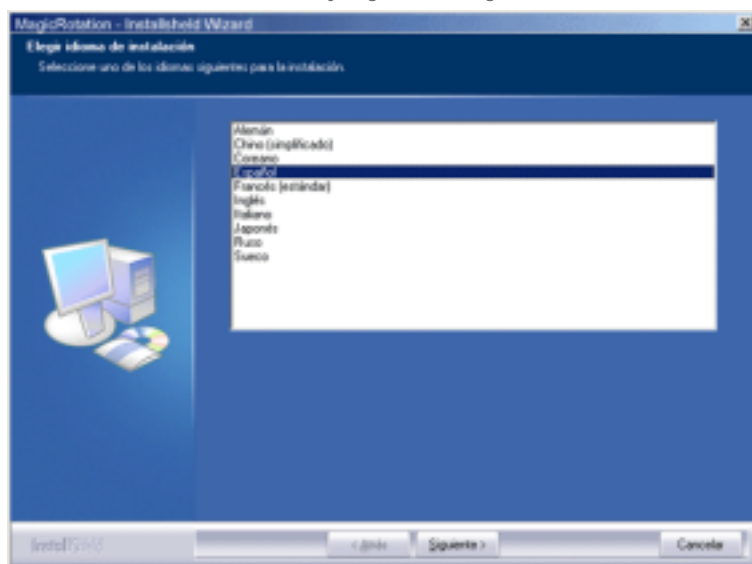 MagicRotation - InstallShield Wizard
Elegir idioma de instalación
Seleccione uno de los idiomas siguientes para la instalación.
Alemán
Chino (simplificado)
Coreano
Español
Francés (estándar)
Inglés
Italiano
Japonés
Ruso
Sueco
InstallShield
< Atrás
Siguiente >
Cancelar